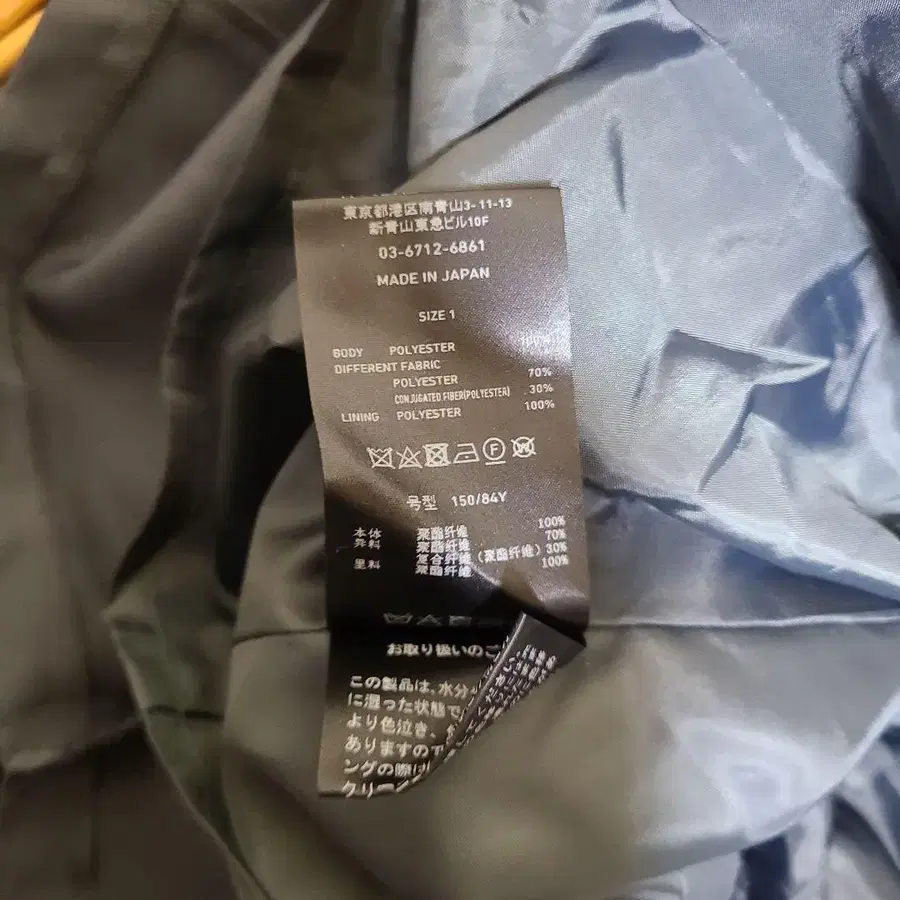 東京都港区南青山3-11-13
新青山東急ビル10F
03-6712-6861
MADE IN JAPAN
SIZE 1
BODY POLYESTER 100%
DIFFERENT FABRIC
POLYESTER 70%
CONJUGATED FIBER(POLYESTER) 30%
LINING POLYESTER 100%
号型 150/84Y
本体 聚酯纤维 100%
异料 聚酯纤维 70%
复合纤维（聚酯纤维）30%
里料 聚酯纤维 100%
お取り扱いのご
この製品は、水分
に湿った状態で
より色泣き、
ありますので
ングの際は
クリー